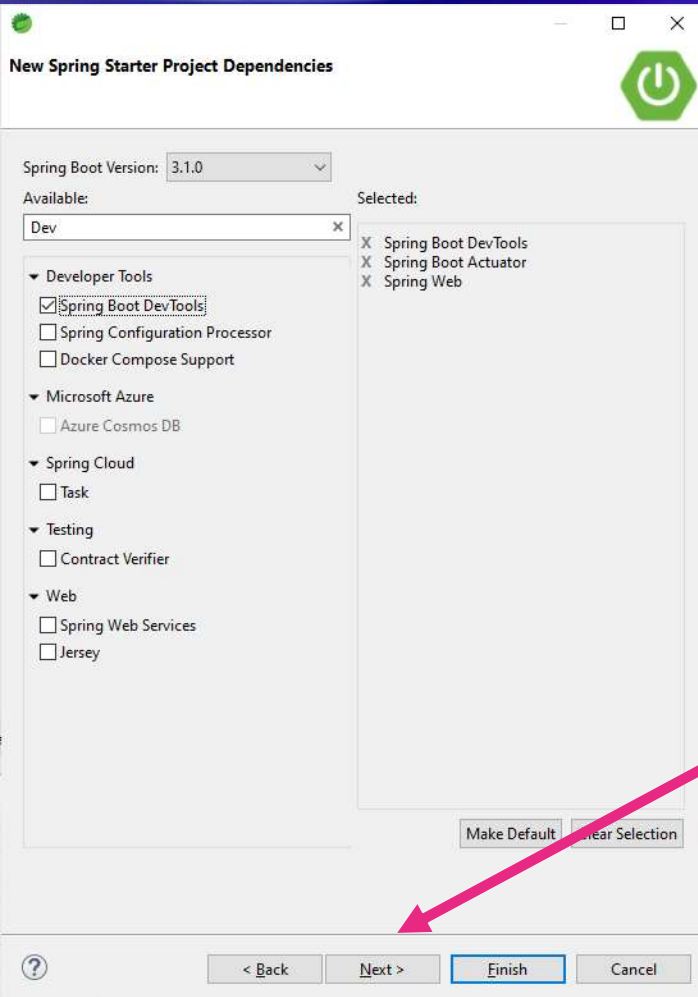 New Spring Starter Project Dependencies
Spring Boot Version: 3.1.0
Available:
Selected:
Dev
Spring Boot DevTools
Spring Boot Actuator
Spring Web
Developer Tools
Spring Boot DevTools
Spring Configuration Processor
Docker Compose Support
Microsoft Azure
Azure Cosmos DB
Spring Cloud
Task
Testing
Contract Verifier
Web
Spring Web Services
Jersey
Make Default
Selection
< Back Next > Finish Cancel